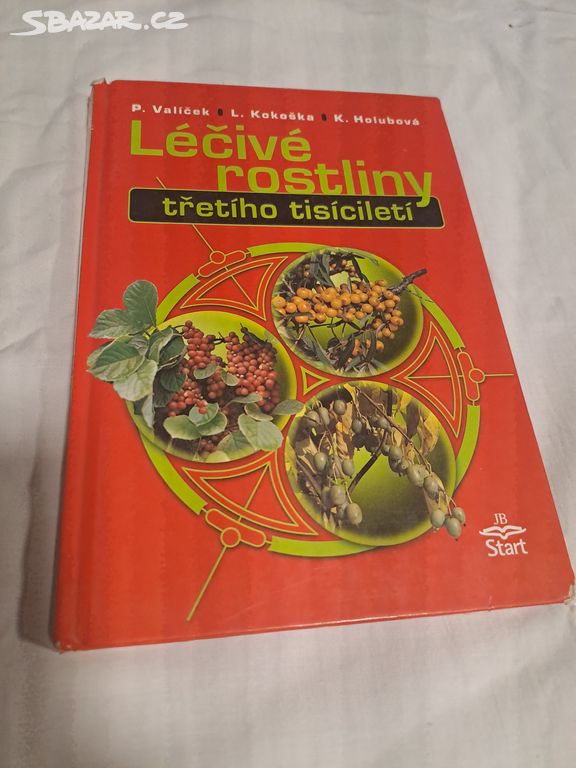 SBAZAR.CZ
P. Valíček • L. Kokoška • K. Holubová
Léčivé
rostliny
třetího tisíciletí
JB
Start